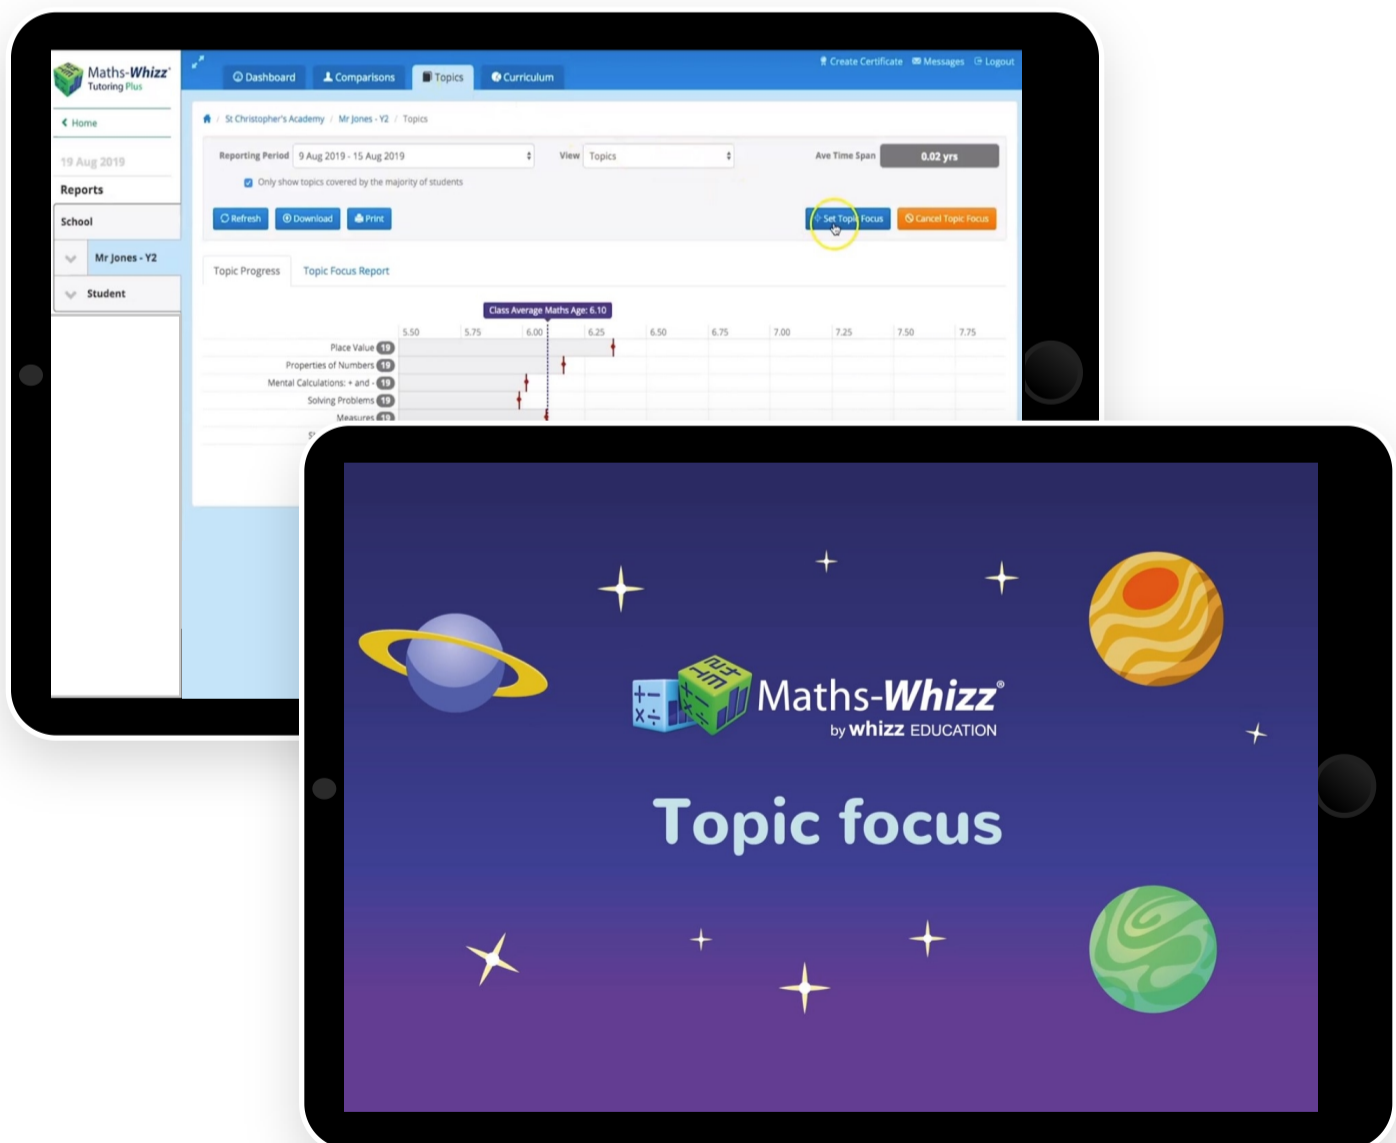 Maths-Whizz®
Tutoring Plus
Home
19 Aug 2019
Reports
School
Mr Jones - Y2
Student
Dashboard
Comparisons
Topics
Curriculum
Create Certificate
Messages
Logout
/ St Christopher's Academy / Mr Jones - Y2 / Topics
Reporting Period 9 Aug 2019 - 15 Aug 2019
View Topics
Ave Time Span 0.02 yrs
Only show topics covered by the majority of students
Refresh
Download
Print
Set Topic Focus
Cancel Topic Focus
Topic Progress
Topic Focus Report
Class Average Maths Age: 6.10
5.50 5.75 6.00 6.25 6.50 6.75 7.00 7.25 7.50 7.75
Place Value 19
Properties of Numbers 19
Mental Calculations: + and - 19
Solving Problems 19
Measures 19
Maths-Whizz®
by whizz EDUCATION
Topic focus